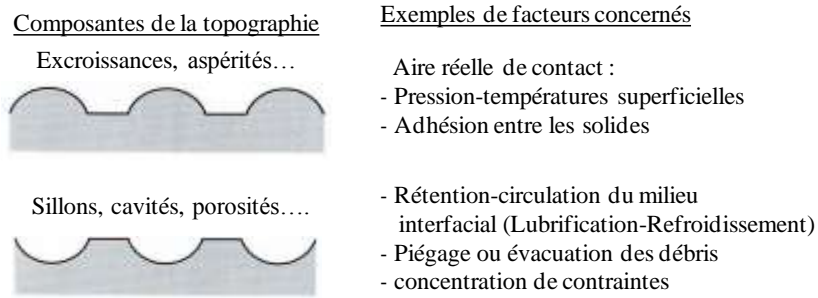 Composantes de la topographie
Excroissances, aspérités…
Sillons, cavités, porosités….
Exemples de facteurs concernés
Aire réelle de contact :
- Pression-températures superficielles
- Adhésion entre les solides
- Rétention-circulation du milieu
interfacial (Lubrification-Refroidissement)
- Piégage ou évacuation des débris
- concentration de contraintes